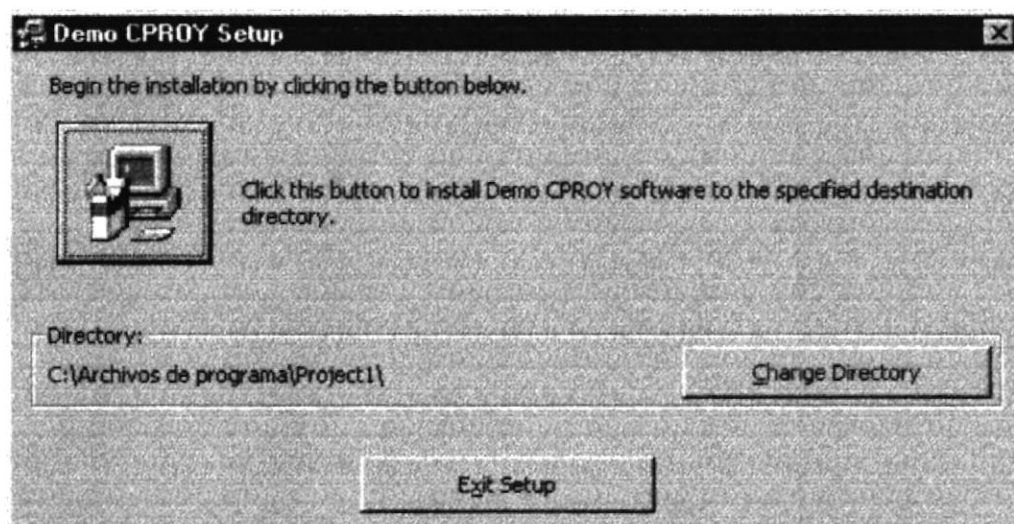 Demo CPROY Setup
Begin the installation by clicking the button below.
Click this button to install Demo CPROY software to the specified destination
directory.
Directory:
C:\Archivos de programa\Project1\
Change Directory
Exit Setup